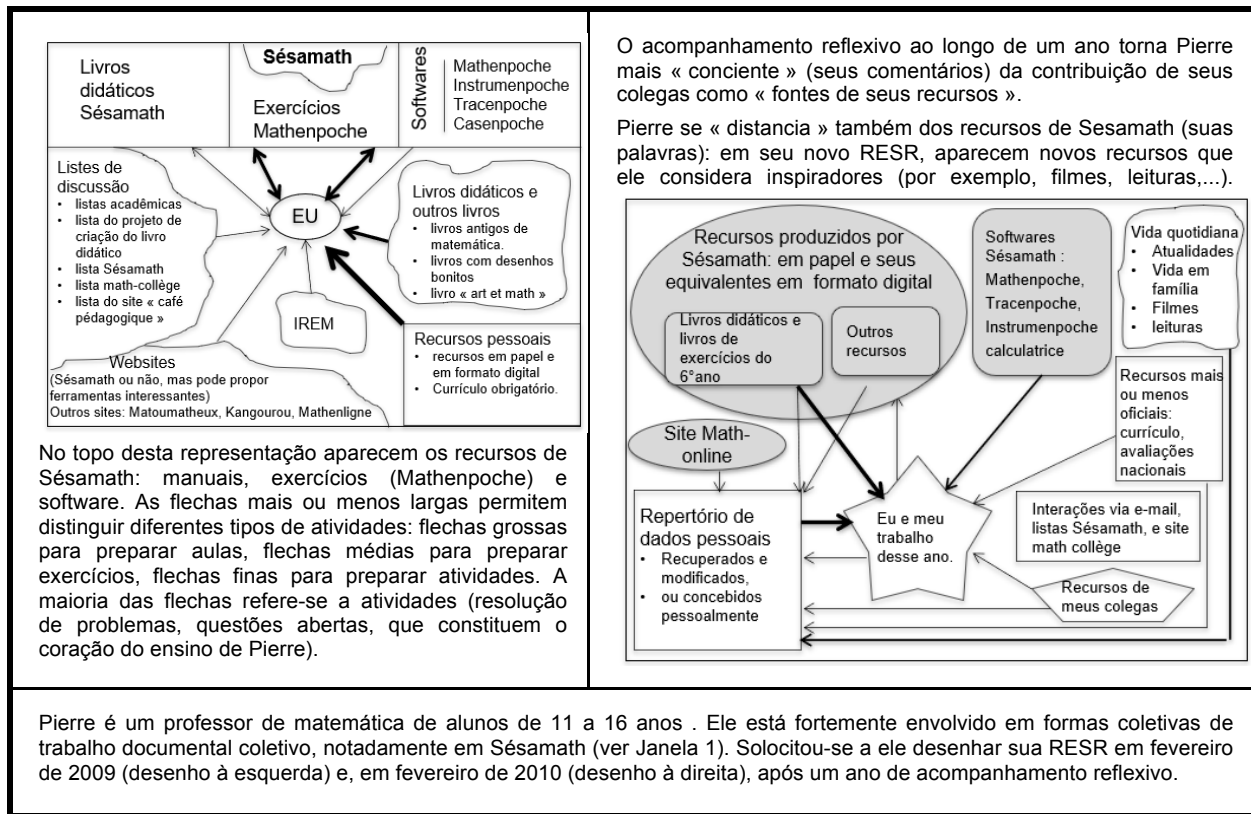 Livros
didáticos
Sésamath
Sésamath
Exercícios
Mathenpoche
Softwares
Mathenpoche
Instrumenpoche
Tracenpoche
Casenpoche
Listes de
discussão
• listas acadêmicas
• lista do projeto de
criação do livro
didático
• lista Sésamath
• lista math-collège
• lista do site « café
pédagogique »
EU
Livros didáticos e
outros livros
• livros antigos de
matemática.
• livros com desenhos
bonitos
• livro « art et math »
IREM
Recursos pessoais
• recursos em papel e
em formato digital
• Currículo obrigatório.
Websites
(Sésamath ou não, mas pode propor
ferramentas interessantes)
Outros sites: Matoumatheux, Kangourou, Mathenligne
No topo desta representação aparecem os recursos de
Sésamath: manuais, exercícios (Mathenpoche) e
software. As flechas mais ou menos largas permitem
distinguir diferentes tipos de atividades: flechas grossas
para preparar aulas, flechas médias para preparar
exercícios, flechas finas para preparar atividades. A
maioria das flechas refere-se a atividades (resolução
de problemas, questões abertas, que constituem o
coração do ensino de Pierre).
O acompanhamento reflexivo ao longo de um ano torna Pierre
mais « conciente » (seus comentários) da contribuição de seus
colegas como « fontes de seus recursos ».
Pierre se « distancia » também dos recursos de Sesamath (suas
palavras): em seu novo RESR, aparecem novos recursos que
ele considera inspiradores (por exemplo, filmes, leituras,...).
Recursos produzidos por
Sésamath: em papel e seus
equivalentes em formato digital
Livros didáticos e
livros de
exercícios do
6°ano
Outros
recursos
Softwares
Sésamath :
Mathenpoche,
Tracenpoche,
Instrumenpoche
calculatrice
Vida quotidiana
• Atualidades
• Vida em
família
• Filmes
• leituras
Recursos mais
ou menos
oficiais:
currículo,
avaliações
nacionais
Site Math-
online
Repertório de
dados pessoais
• Recuperados e
modificados,
• ou concebidos
pessoalmente
Eu e meu
trabalho
desse ano.
Interações via e-mail,
listas Sésamath, e site
math collège
Recursos de
meus colegas
Pierre é um professor de matemática de alunos de 11 a 16 anos . Ele está fortemente envolvido em formas coletivas de
trabalho documental coletivo, notadamente em Sésamath (ver Janela 1). Solocitou-se a ele desenhar sua RESR em fevereiro
de 2009 (desenho à esquerda) e, em fevereiro de 2010 (desenho à direita), após um ano de acompanhamento reflexivo.